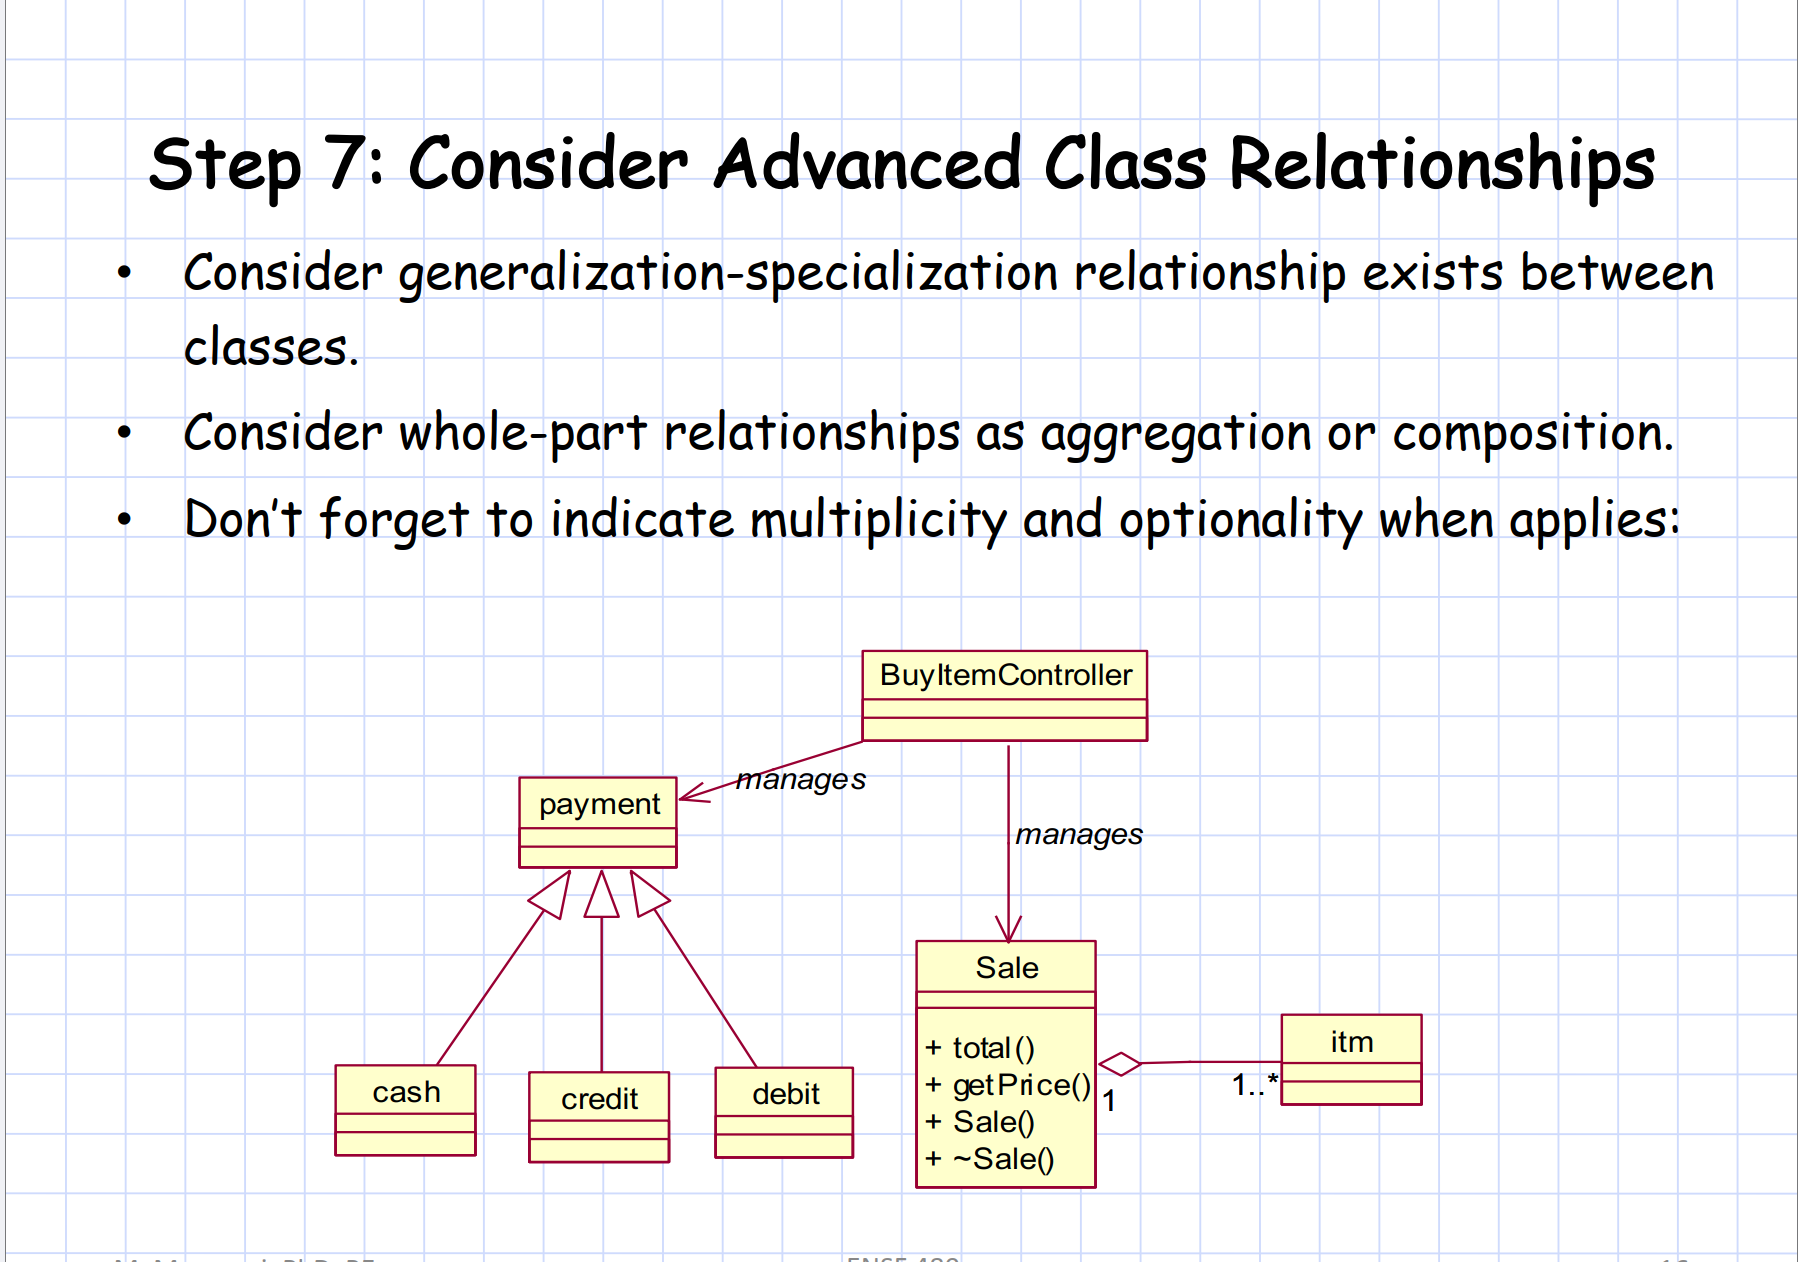 Step 7: Consider Advanced Class Relationships
• Consider generalization-specialization relationship exists between
classes.
• Consider whole-part relationships as aggregation or composition.
• Don't forget to indicate multiplicity and optionality when applies:
BuyItemController
manages
payment
manages
Sale
+ total()
+ getPrice()
+ Sale()
+ ~Sale()
1
1..*
itm
cash
credit
debit